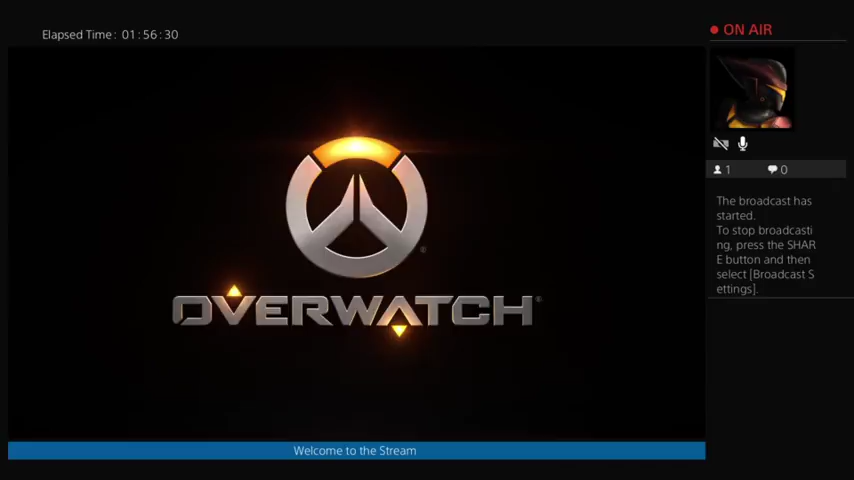 Elapsed Time: 01:56:30
ON AIR
1 0
The broadcast has
started.
To stop broadcasti
ng, press the SHAR
E button and then
select [Broadcast S
ettings].
OVERWATCH®
Welcome to the Stream